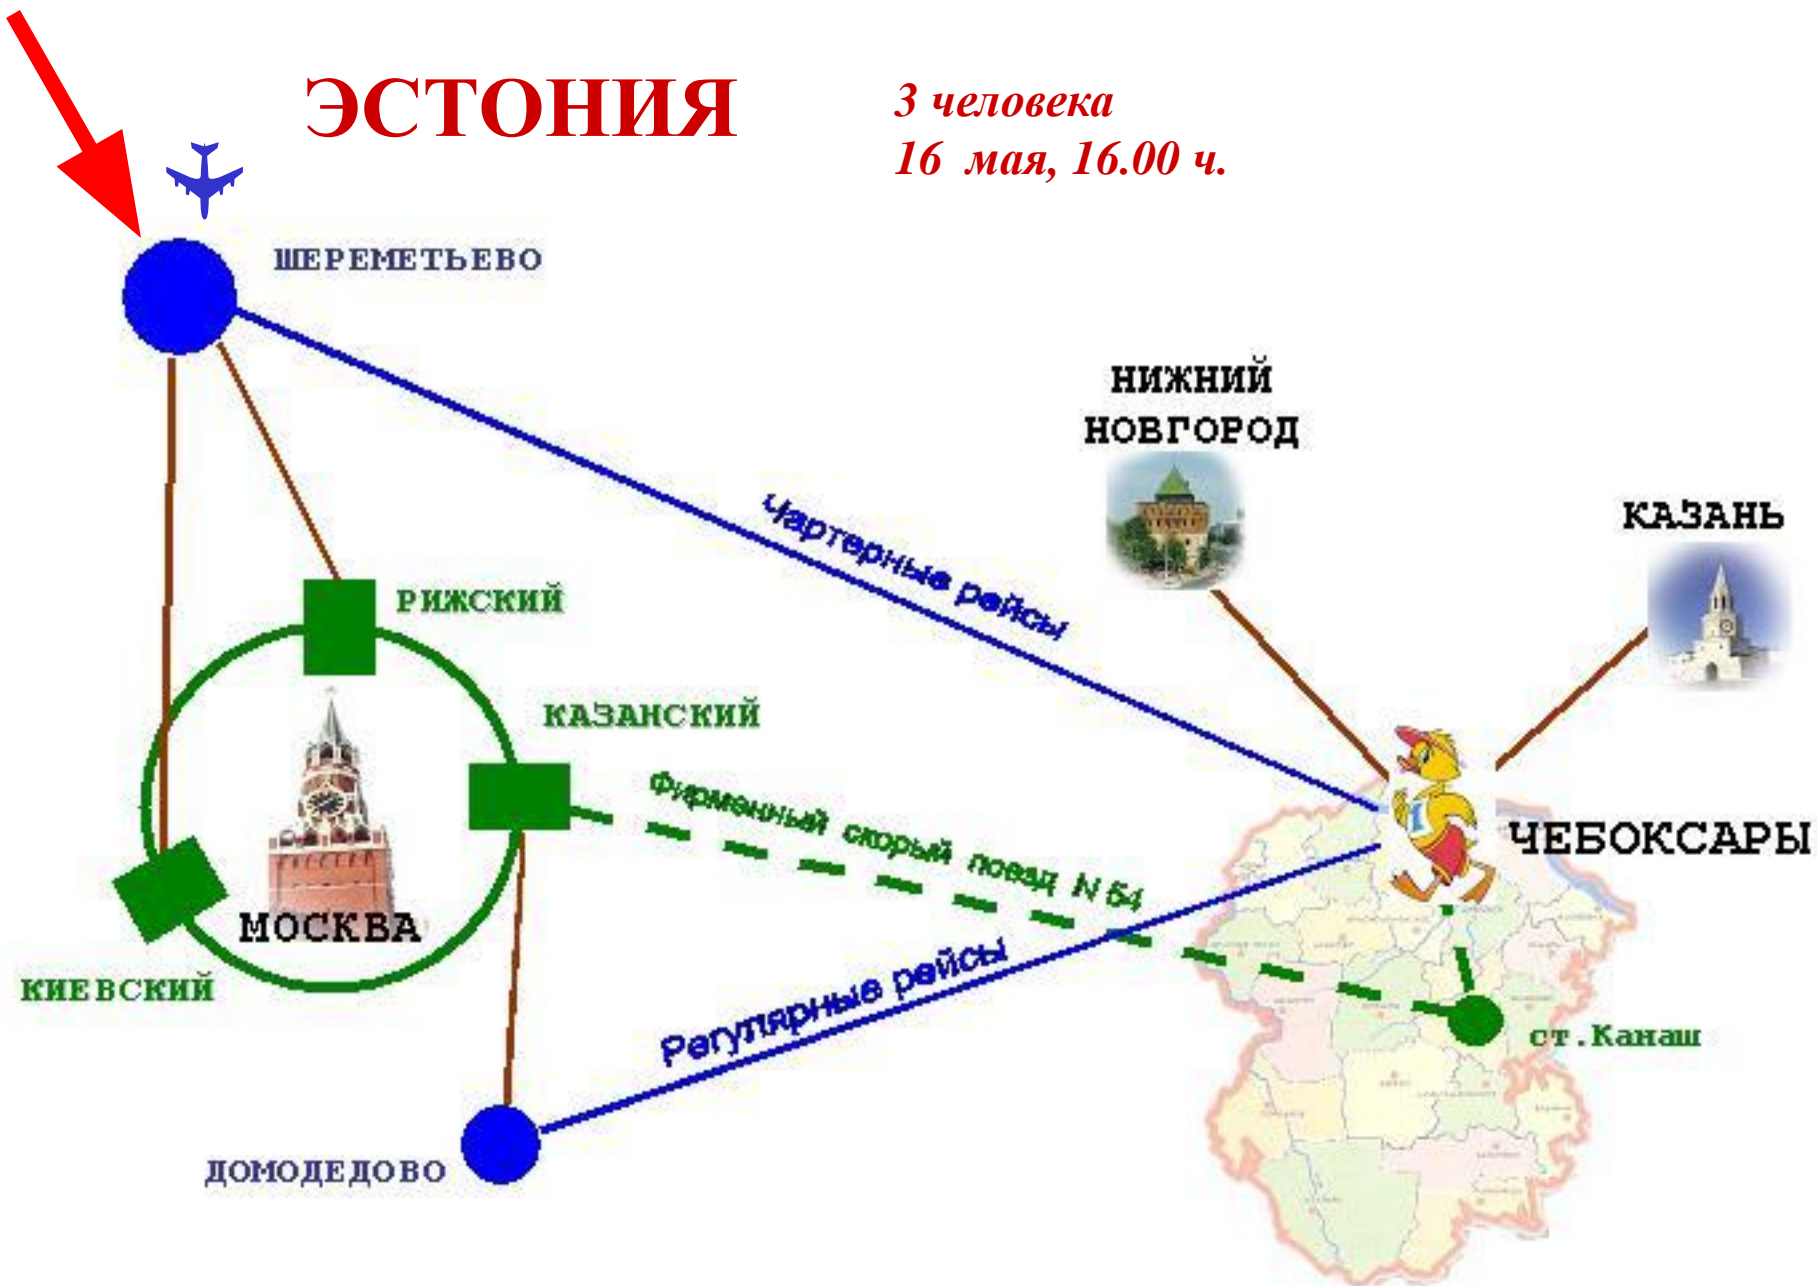 ЭСТОНИЯ
3 человека
16 мая, 16.00 ч.
ШЕРЕМЕТЬЕВО
НИЖНИЙ
НОВГОРОД
КАЗАНЬ
Чартерные рейсы
РИЖСКИЙ
КАЗАНСКИЙ
Фирменный скорый поезд N 54
ЧЕБОКСАРЫ
МОСКВА
КИЕВСКИЙ
Регулярные рейсы
ст.Канаш
ДОМОДЕДОВО